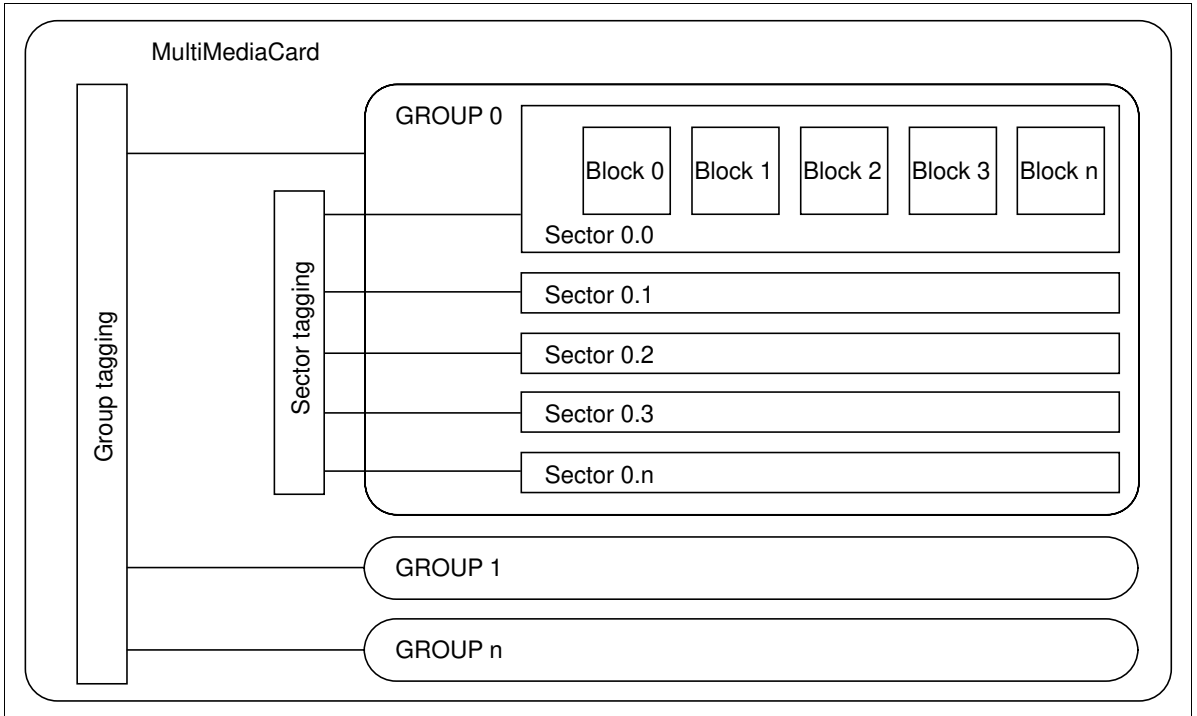 MultiMediaCard
Group tagging
Sector tagging
GROUP 0
Block 0
Block 1
Block 2
Block 3
Block n
Sector 0.0
Sector 0.1
Sector 0.2
Sector 0.3
Sector 0.n
GROUP 1
GROUP n